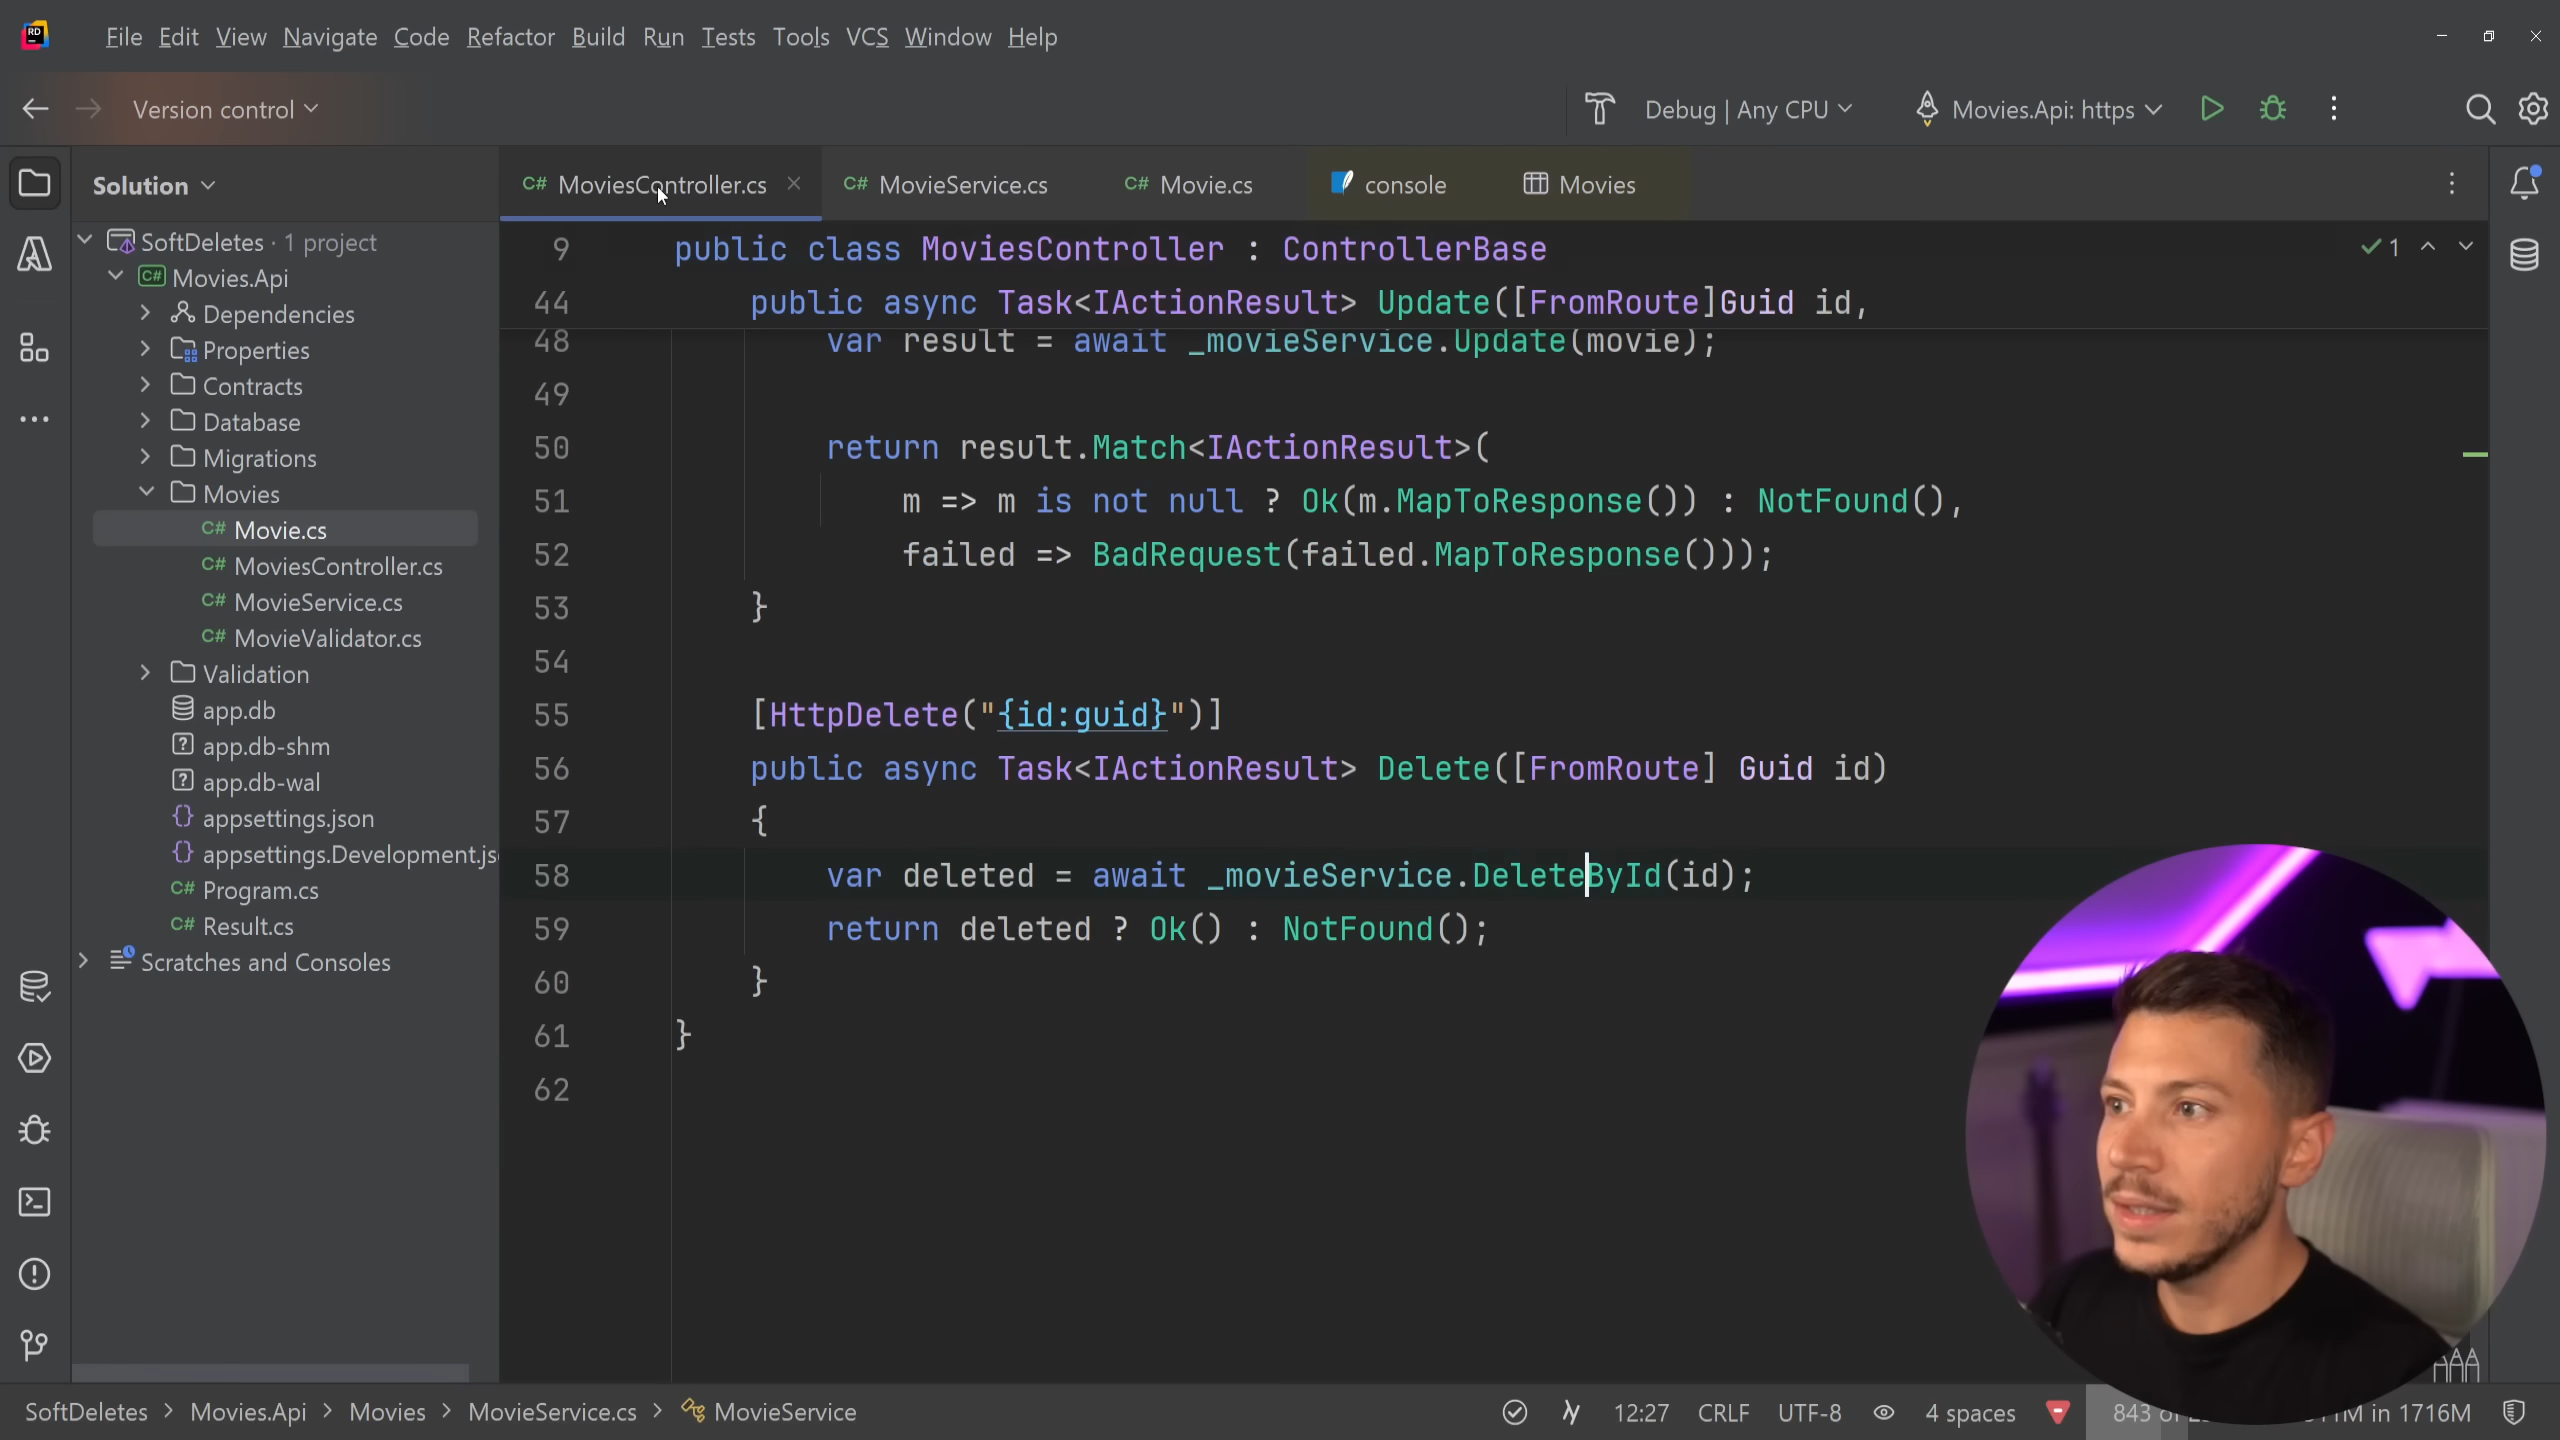 RD
File Edit View Navigate Code Refactor Build Run Tests Tools VCS Window Help
Version control
Debug | Any CPU
Movies.Api: https
Solution
C# MoviesController.cs
C# MovieService.cs
C# Movie.cs
console
Movies
SoftDeletes · 1 project
C# Movies.Api
Dependencies
Properties
Contracts
Database
Migrations
Movies
C# Movie.cs
C# MoviesController.cs
C# MovieService.cs
C# MovieValidator.cs
Validation
app.db
? app.db-shm
? app.db-wal
{} appsettings.json
{} appsettings.Development.js
C# Program.cs
C# Result.cs
Scratches and Consoles
1
9 public class MoviesController : ControllerBase
44 public async Task<IActionResult> Update([FromRoute]Guid id,
48 var result = await _movieService.Update(movie);
49
50 return result.Match<IActionResult>(
51 m => m is not null ? Ok(m.MapToResponse()) : NotFound(),
52 failed => BadRequest(failed.MapToResponse()));
53 }
54
55 [HttpDelete("{id:guid}")]
56 public async Task<IActionResult> Delete([FromRoute] Guid id)
57 {
58 var deleted = await _movieService.DeleteById(id);
59 return deleted ? Ok() : NotFound();
60 }
61 }
62
SoftDeletes > Movies.Api > Movies > MovieService.cs > MovieService
12:27 CRLF UTF-8 4 spaces 843 in 1716M